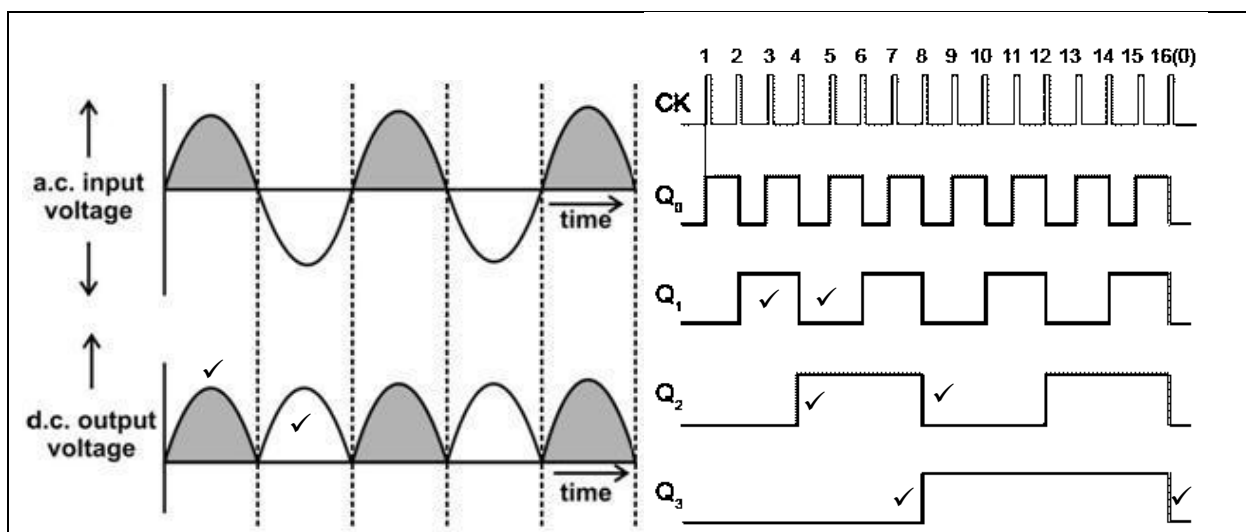 a.c. input
voltage
time
d.c. output
voltage
time
1 2 3 4 5 6 7 8 9 10 11 12 13 14 15 16(0)
CK
Q0
Q1
✓ ✓
Q2
✓ ✓
Q3
✓ ✓
✓
✓